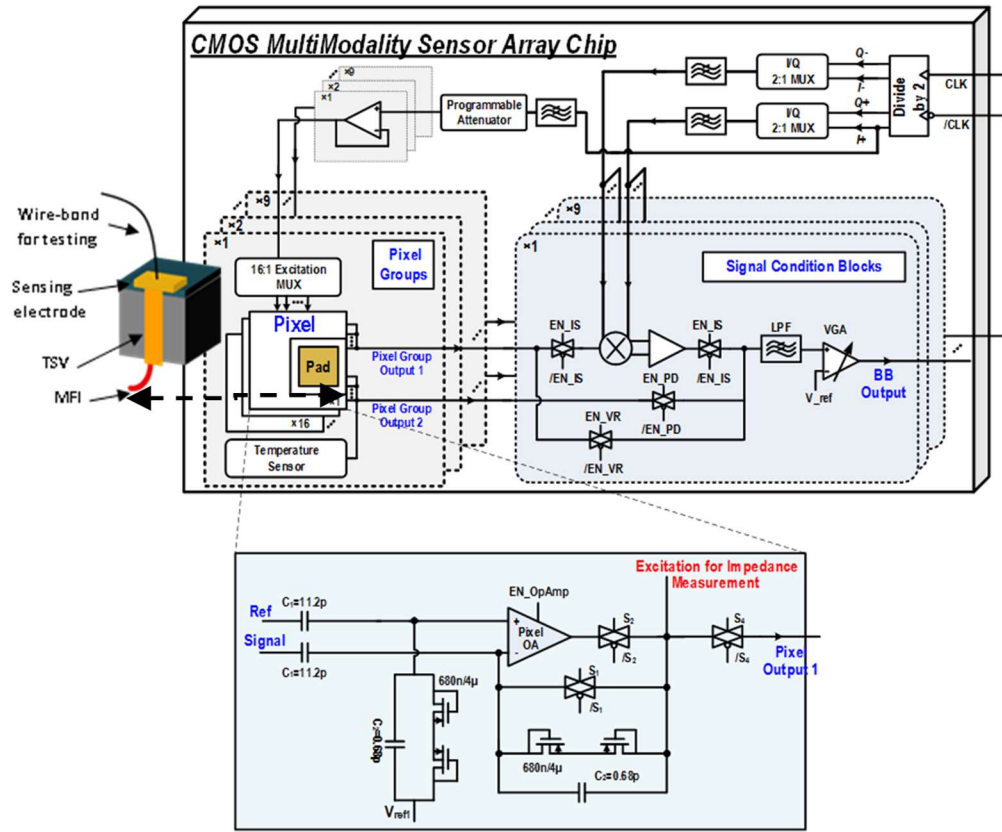 CMOS MultiModality Sensor Array Chip
×9
×2
×1
Programmable
Attenuator
I/Q
2:1 MUX
I/Q
2:1 MUX
Q-
I-
Q+
I+
Divide
by 2
CLK
/CLK
Wire-band
for testing
Sensing
electrode
TSV
MFI
×9
×2
×1
16:1 Excitation
MUX
Pixel
Groups
Pixel
Pad
×1
×16
Temperature
Sensor
Pixel Group
Output 1
Pixel Group
Output 2
×9
×1
Signal Condition Blocks
EN_IS
/EN_IS
EN_IS
/EN_IS
EN_PD
/EN_PD
EN_VR
/EN_VR
LPF
VGA
V_ref
BB
Output
Excitation for Impedance
Measurement
Ref
C₁=11.2p
Signal
C₁=11.2p
EN_OpAmp
+
Pixel
OA
-
S₂
/S₂
S₄
/S₄
Pixel
Output 1
S₁
/S₁
680n/4µ
C₂=0.68p
680n/4µ
C₂=0.68p
Vref1